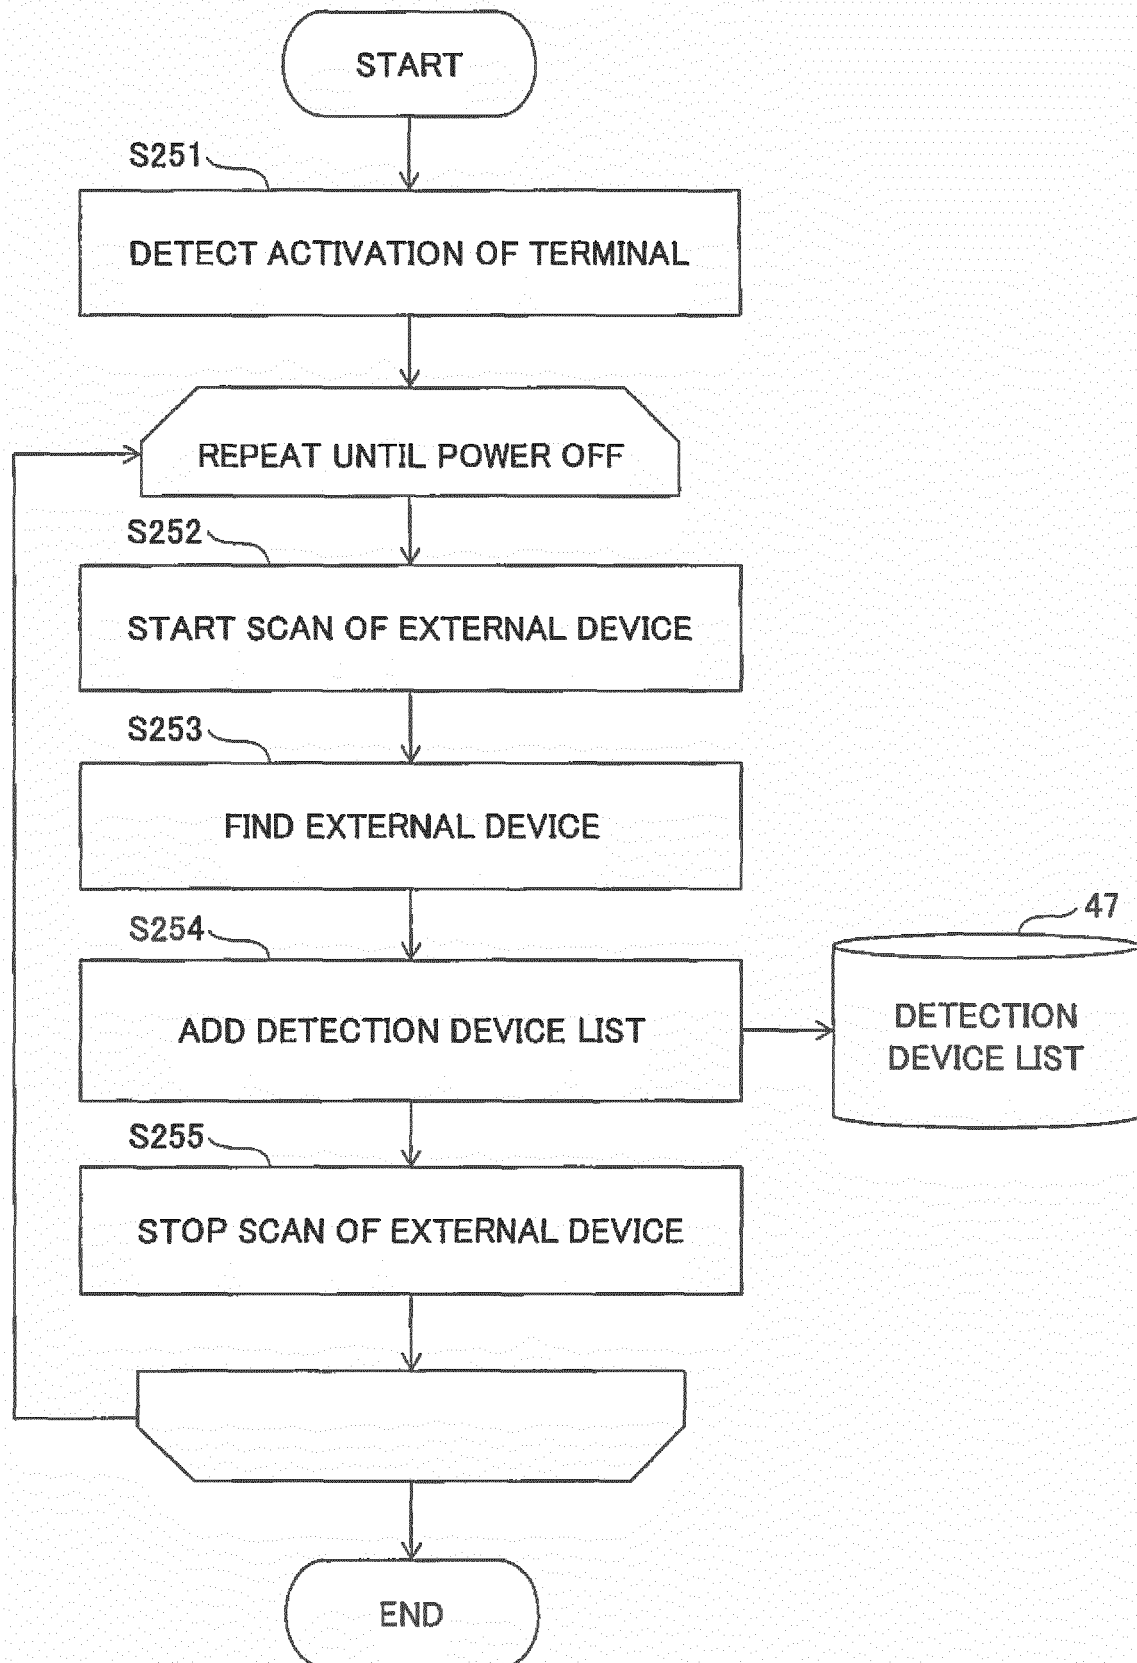 START
S251
DETECT ACTIVATION OF TERMINAL
REPEAT UNTIL POWER OFF
S252
START SCAN OF EXTERNAL DEVICE
S253
FIND EXTERNAL DEVICE
S254
ADD DETECTION DEVICE LIST
47
DETECTION
DEVICE LIST
S255
STOP SCAN OF EXTERNAL DEVICE
END